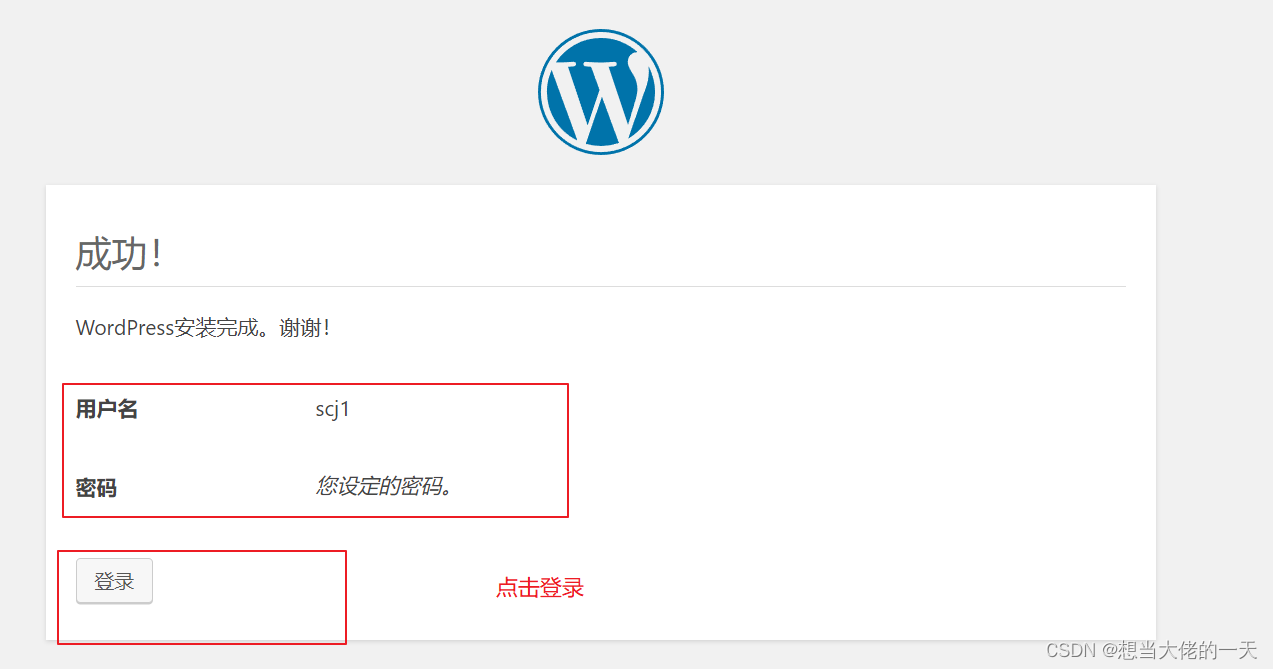 成功！
WordPress安装完成。谢谢！
用户名 scj1
密码 您设定的密码。
登录 点击登录
CSDN @想当大佬的一天